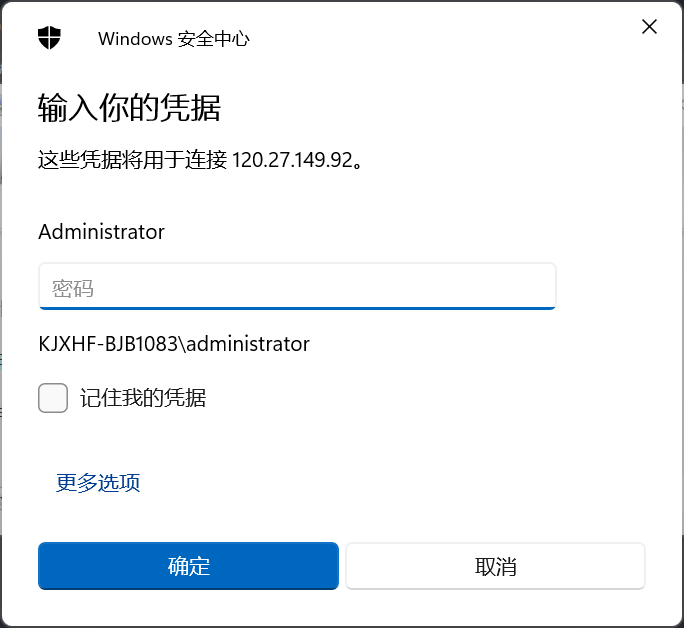 Windows 安全中心
输入你的凭据
这些凭据将用于连接 120.27.149.92。
Administrator
密码
KJXHF-BJB1083\administrator
记住我的凭据
更多选项
确定
取消